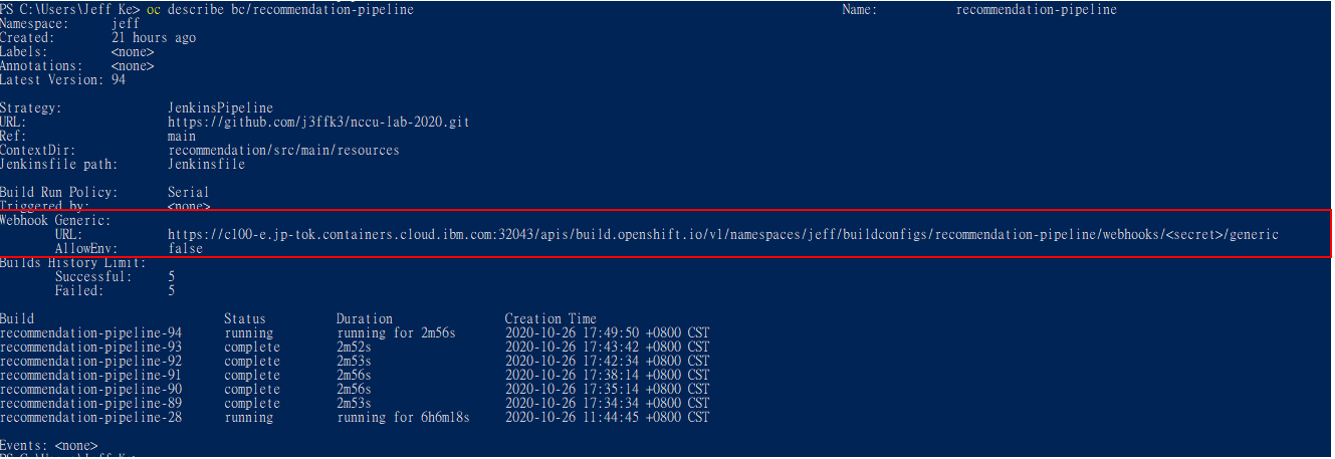 PS C:\Users\Jeff Ke> oc describe bc/recommendation-pipeline Name: recommendation-pipeline
Namespace: jeff
Created: 21 hours ago
Labels: <none>
Annotations: <none>
Latest Version: 94
Strategy: JenkinsPipeline
URL: https://github.com/j3ffk3/nccu-lab-2020.git
Ref: main
ContextDir: recommendation/src/main/resources
Jenkinsfile path: Jenkinsfile
Build Run Policy: Serial
Triggered by: <none>
Webhook Generic:
URL: https://c100-e.jp-tok.containers.cloud.ibm.com:32043/apis/build.openshift.io/v1/namespaces/jeff/buildconfigs/recommendation-pipeline/webhooks/<secret>/generic
AllowEnv: false
Builds History Limit:
Successful: 5
Failed: 5
Build Status Duration Creation Time
recommendation-pipeline-94 running running for 2m56s 2020-10-26 17:49:50 +0800 CST
recommendation-pipeline-93 complete 2m52s 2020-10-26 17:43:42 +0800 CST
recommendation-pipeline-92 complete 2m53s 2020-10-26 17:42:34 +0800 CST
recommendation-pipeline-91 complete 2m56s 2020-10-26 17:38:14 +0800 CST
recommendation-pipeline-90 complete 2m56s 2020-10-26 17:35:14 +0800 CST
recommendation-pipeline-89 complete 2m53s 2020-10-26 17:34:34 +0800 CST
recommendation-pipeline-28 running running for 6h6m18s 2020-10-26 11:44:45 +0800 CST
Events: <none>